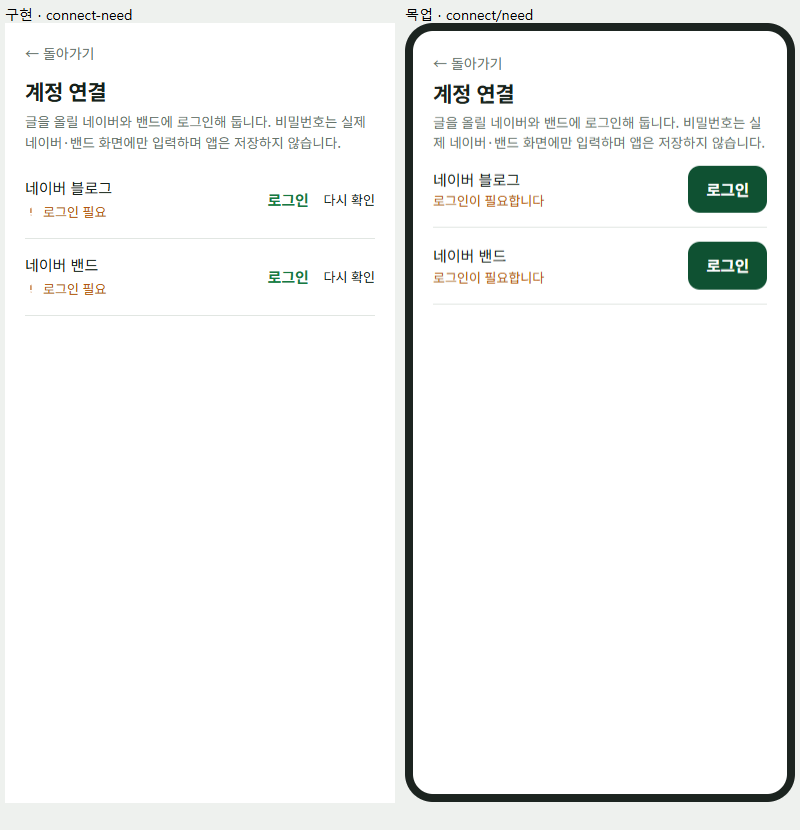 구현 · connect-need
← 돌아가기
계정 연결
글을 올릴 네이버와 밴드에 로그인해 둡니다. 비밀번호는 실제
네이버·밴드 화면에만 입력하며 앱은 저장하지 않습니다.
네이버 블로그
! 로그인 필요
로그인 다시 확인
네이버 밴드
! 로그인 필요
로그인 다시 확인
목업 · connect/need
← 돌아가기
계정 연결
글을 올릴 네이버와 밴드에 로그인해 둡니다. 비밀번호는 실
제 네이버·밴드 화면에만 입력하며 앱은 저장하지 않습니다.
네이버 블로그
로그인이 필요합니다
로그인
네이버 밴드
로그인이 필요합니다
로그인